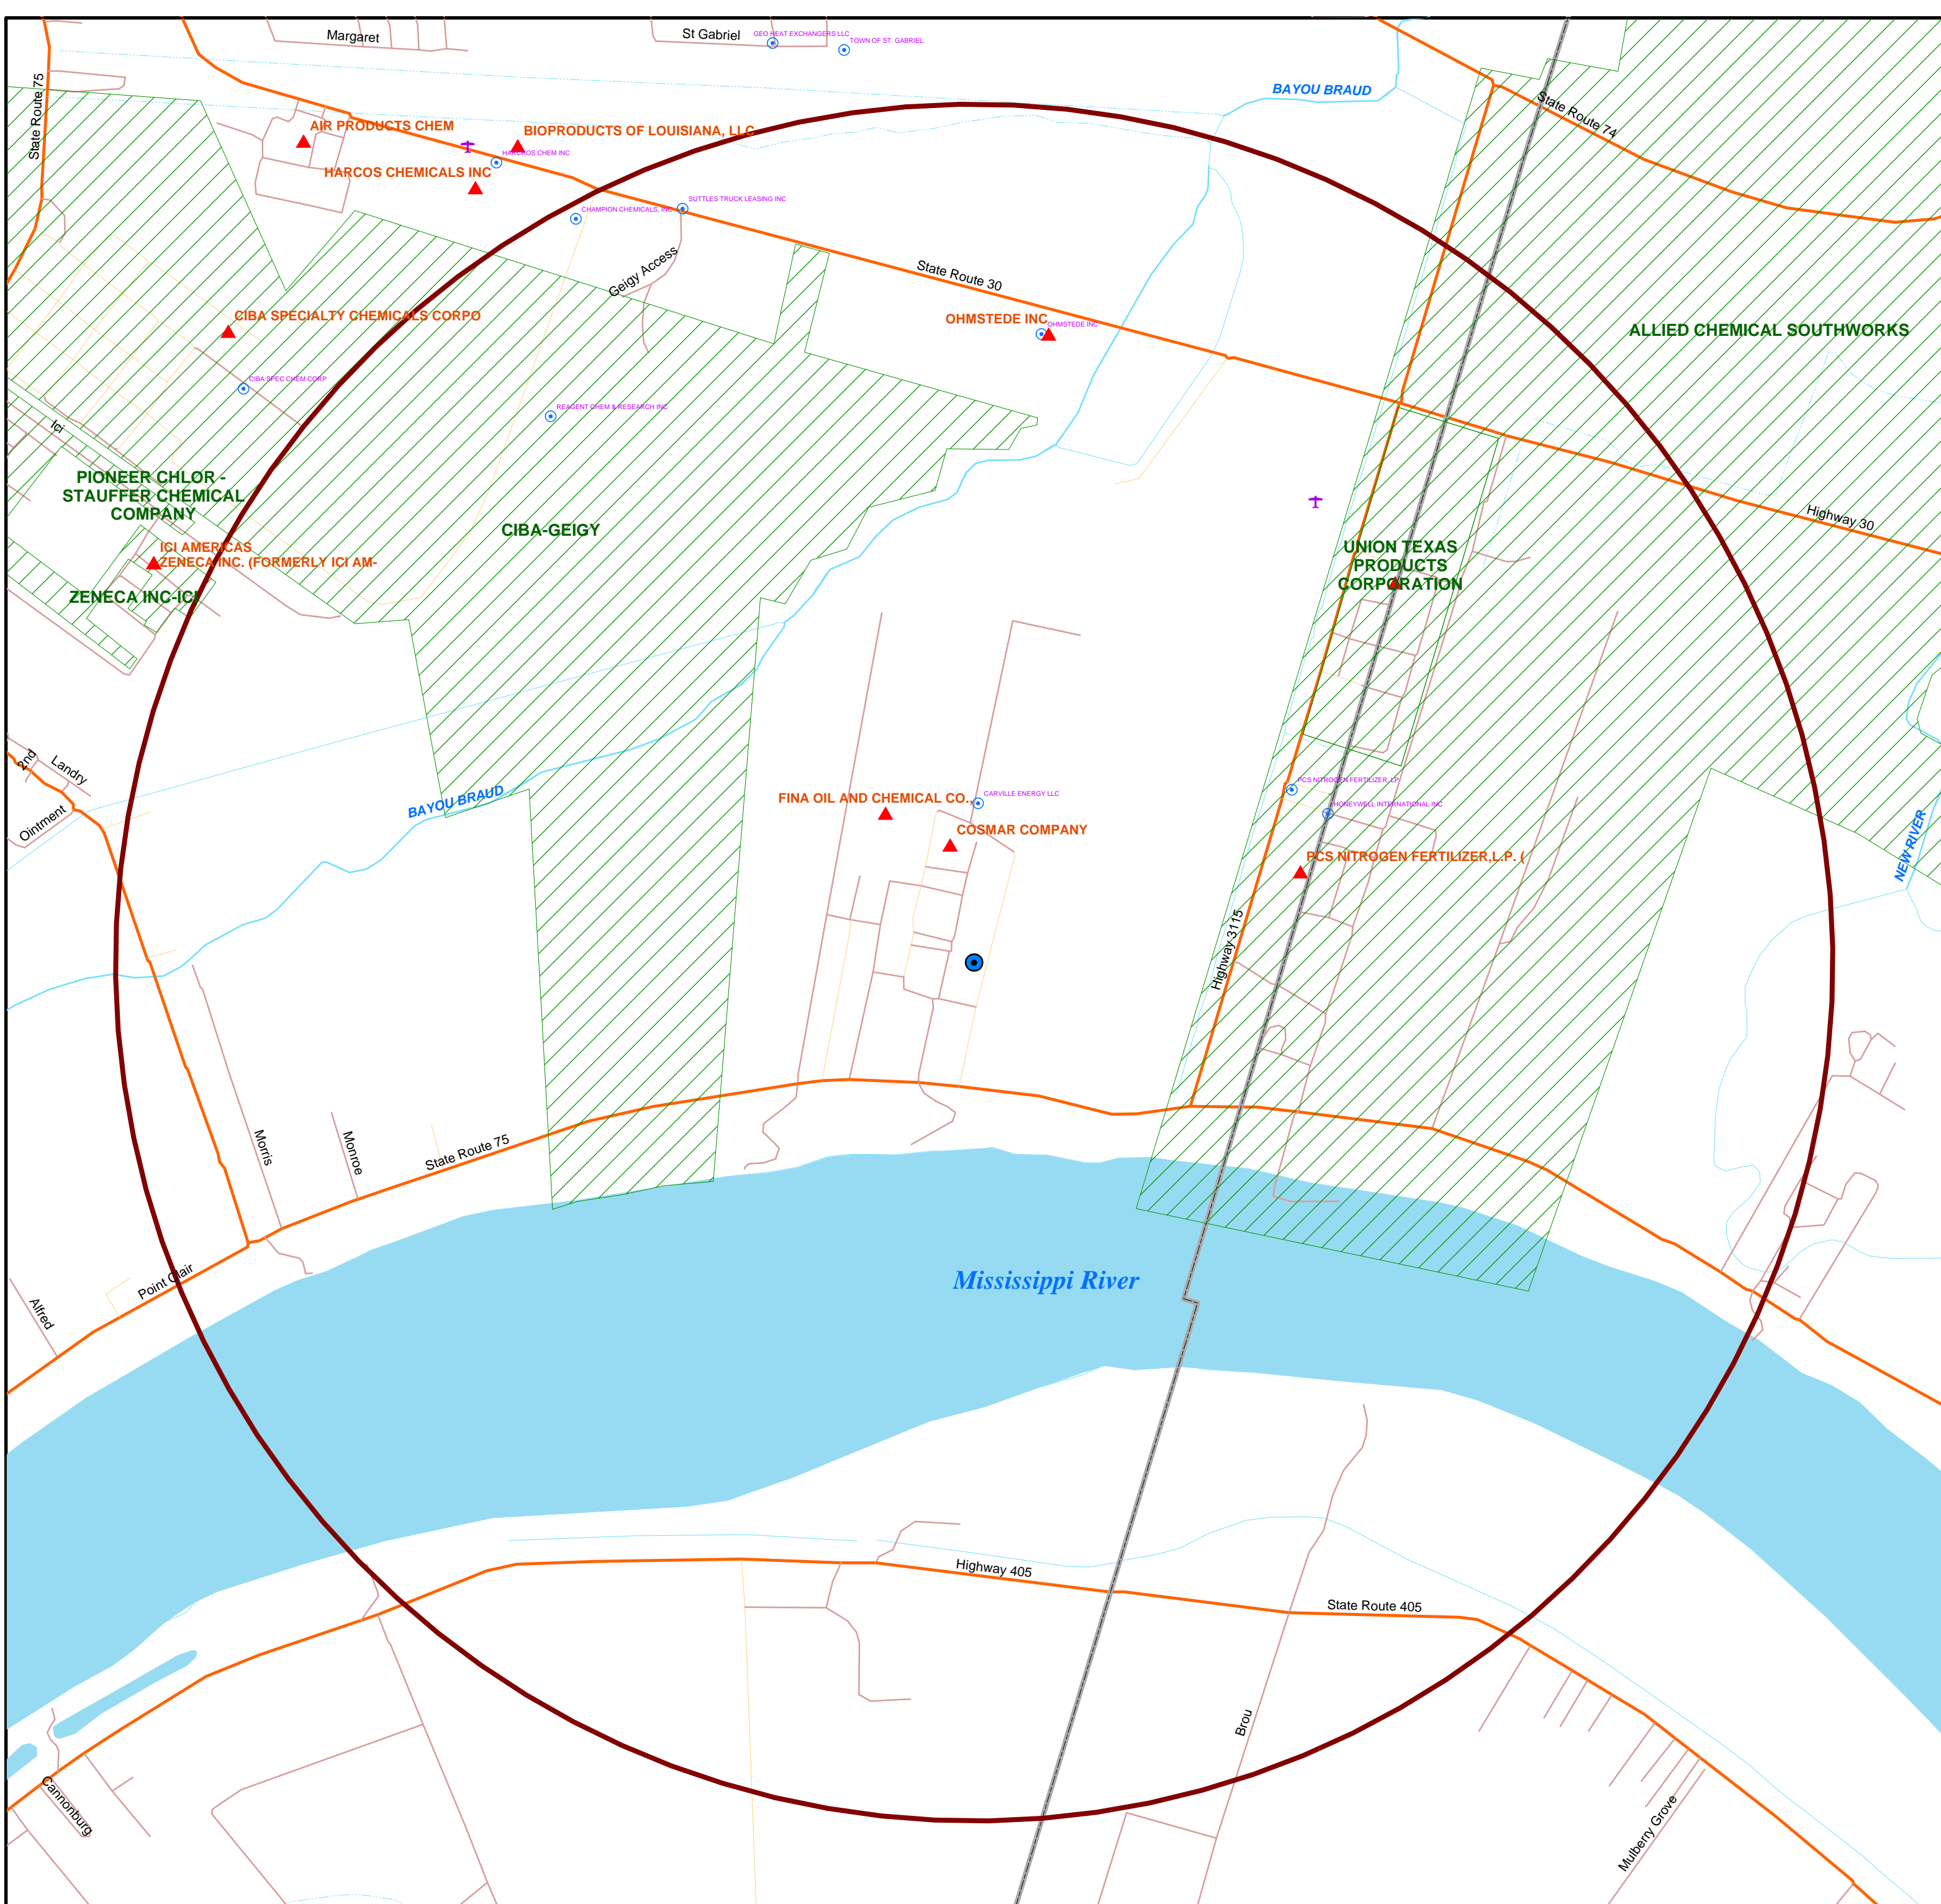 Margaret
St Gabriel
GEO HEAT EXCHANGERS LLC
TOWN OF ST. GABRIEL
State Route 75
BAYOU BRAUD
State Route 74
AIR PRODUCTS CHEM
BIOPRODUCTS OF LOUISIANA, LLC
HARCROS CHEM INC
HARCOS CHEMICALS INC
SUTTLES TRUCK LEASING INC
CHAMPION CHEMICALS, INC
Geigy Access
State Route 30
CIBA SPECIALTY CHEMICALS CORPO
OHMSTEDE INC
OHMSTEDE INC
ALLIED CHEMICAL SOUTHWORKS
CIBA SPEC CHEM CORP
REAGENT CHEM & RESEARCH INC
Ici
PIONEER CHLOR -
STAUFFER CHEMICAL
COMPANY
CIBA-GEIGY
Highway 30
ICI AMERICAS
ZENECA INC. (FORMERLY ICI AM-
UNION TEXAS
PRODUCTS
CORPORATION
ZENECA INC-ICI
2nd
Landry
Ointment
BAYOU BRAUD
FINA OIL AND CHEMICAL CO.,
CARVILLE ENERGY LLC
COSMAR COMPANY
PCS NITROGEN FERTILIZER, LP
HONEYWELL INTERNATIONAL INC
PCS NITROGEN FERTILIZER,L.P. (
NEW RIVER
Highway 3115
Morris
Monroe
State Route 75
Point Clair
Alfred
Mississippi River
Highway 405
State Route 405
Brou
Cannonburg
Mulberry Grove